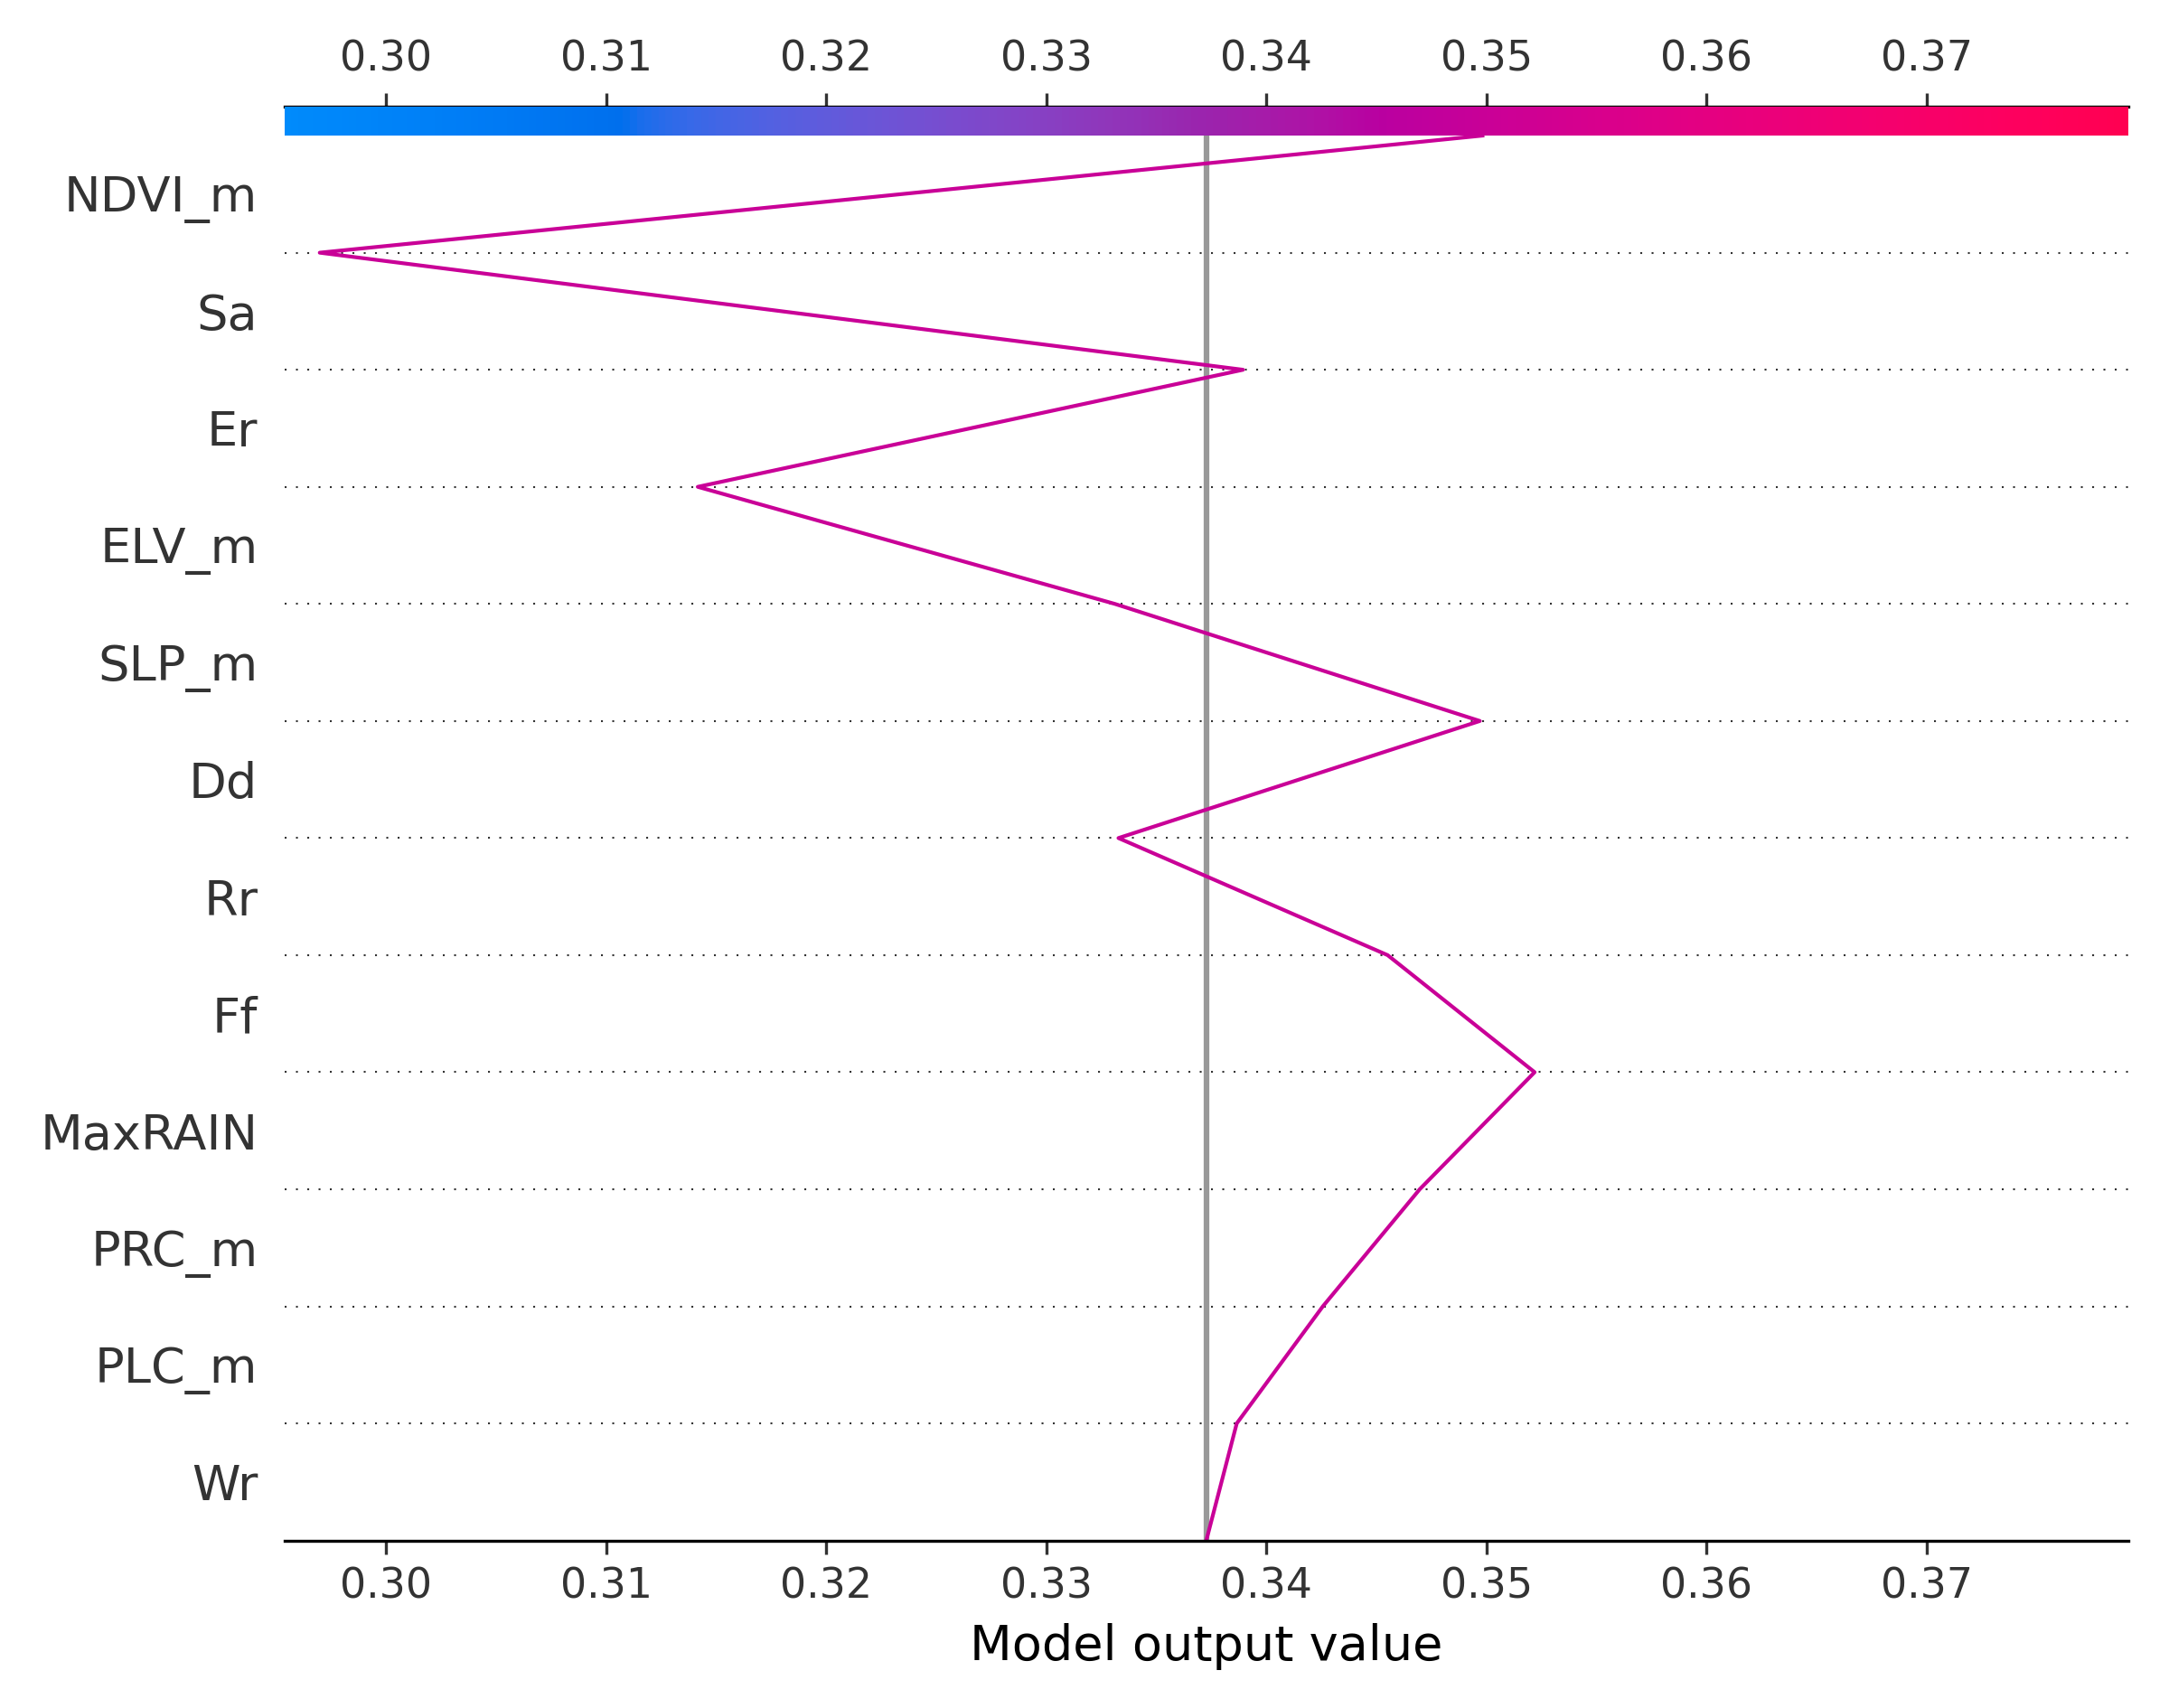 0.30 0.31 0.32 0.33 0.34 0.35 0.36 0.37
NDVI_m
Sa
Er
ELV_m
SLP_m
Dd
Rr
Ff
MaxRAIN
PRC_m
PLC_m
Wr
0.30 0.31 0.32 0.33 0.34 0.35 0.36 0.37
Model output value